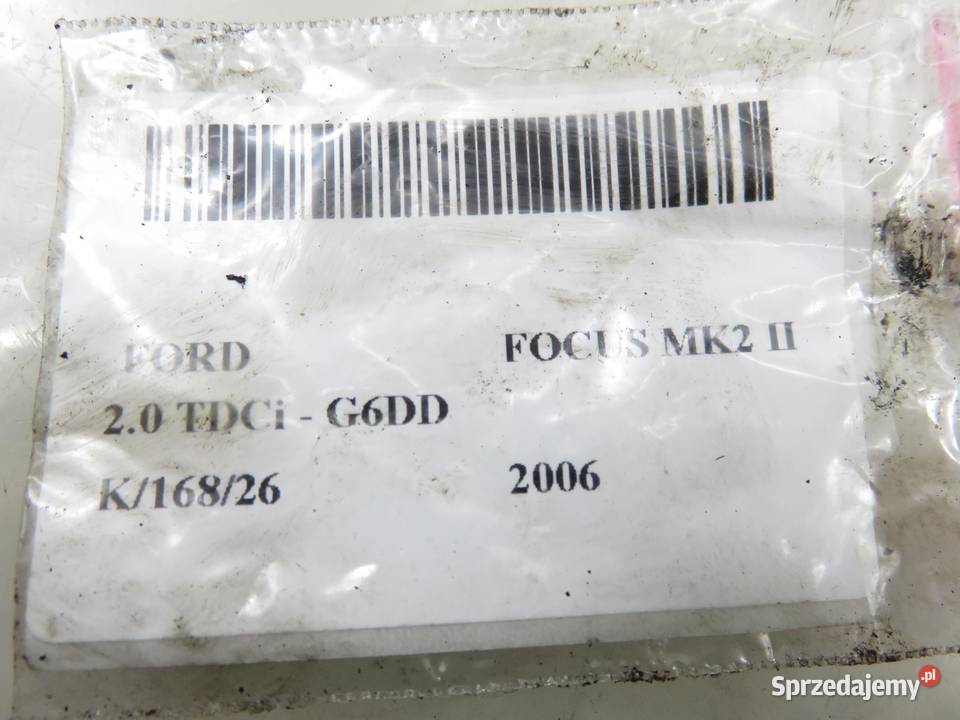 FORD FOCUS MK2 II
2.0 TDCi - G6DD
K/168/26 2006
Sprzedajemy.pl